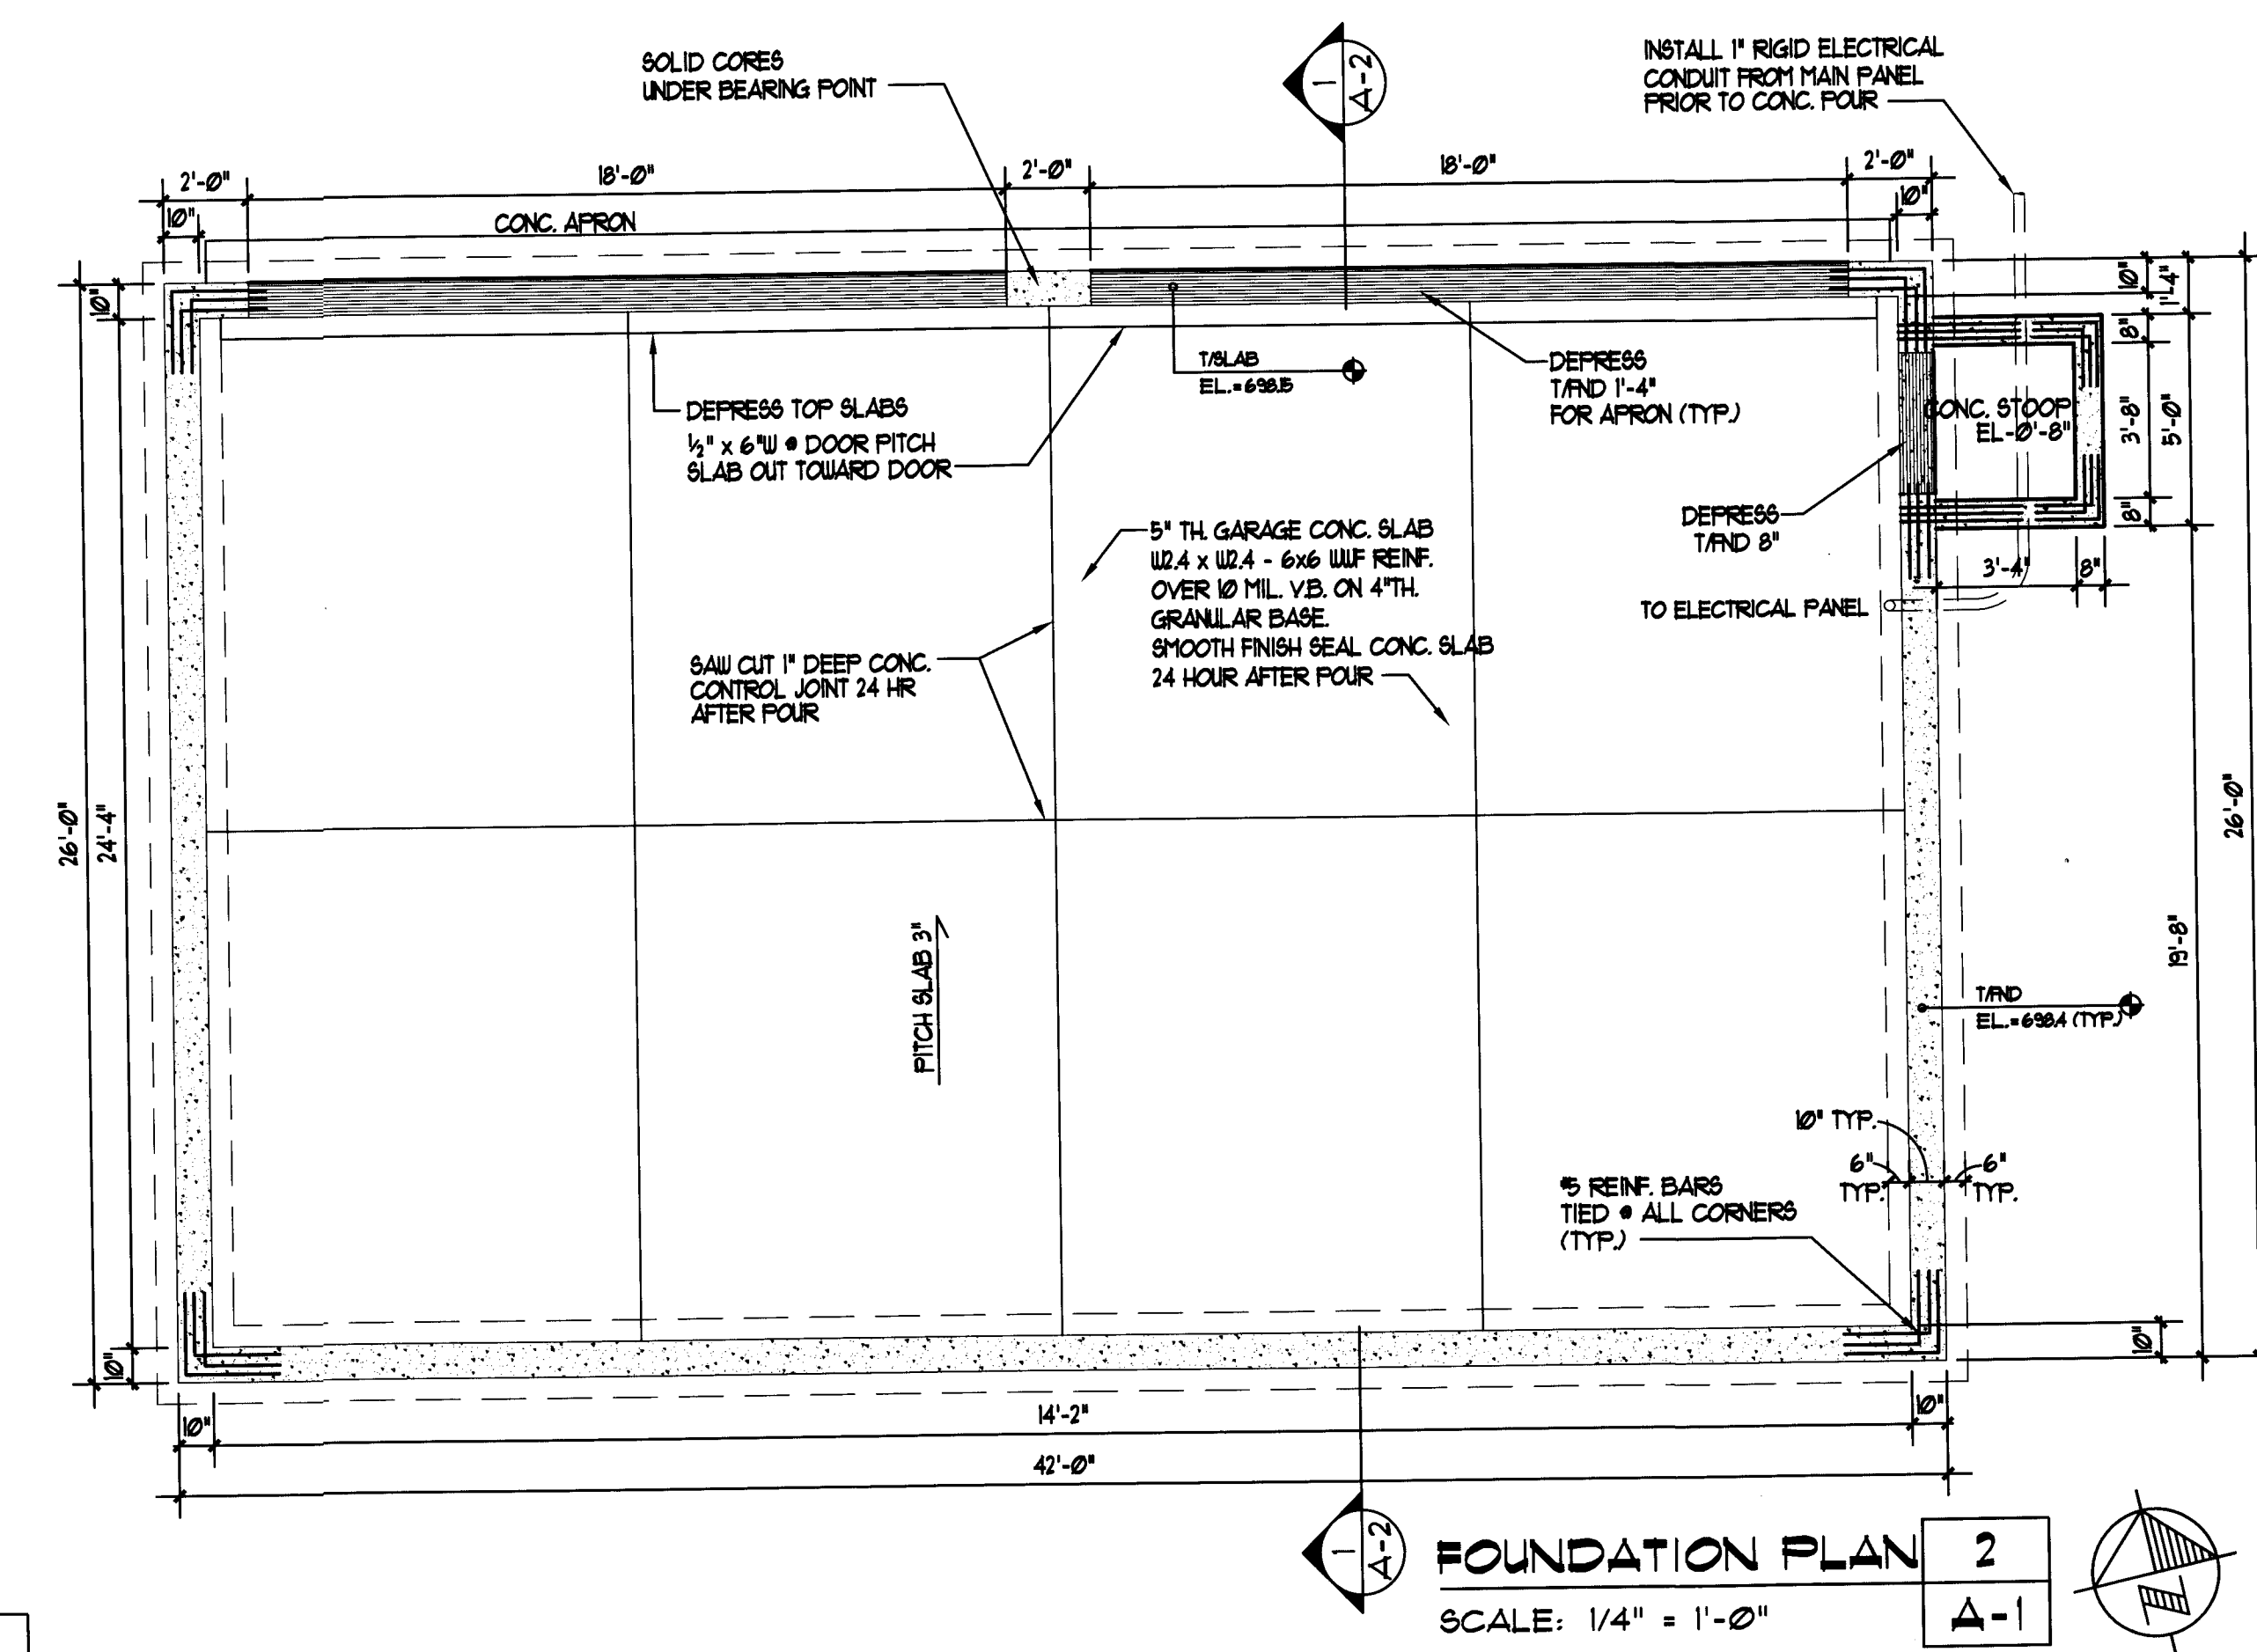 SOLID CORES
UNDER BEARING POINT
1
A-2
INSTALL 1" RIGID ELECTRICAL
CONDUIT FROM MAIN PANEL
PRIOR TO CONC. POUR
2'-0"
18'-0"
2'-0"
18'-0"
2'-0"
10"
10"
CONC. APRON
10"
10"
1'-4"
T/SLAB
EL.=698.15
DEPRESS
T/FND 1'-4"
FOR APRON (TYP.)
DEPRESS TOP SLABS
1/2" x 6"W @ DOOR PITCH
SLAB OUT TOWARD DOOR
CONC. STOOP
EL-0'-8"
8"
3'-8"
5'-0"
8"
DEPRESS
T/FND 8"
3'-4"
8"
5" TH. GARAGE CONC. SLAB
W2.4 x W2.4 - 6x6 WWF REINF.
OVER 10 MIL. V.B. ON 4"TH.
GRANULAR BASE.
SMOOTH FINISH SEAL CONC. SLAB
24 HOUR AFTER POUR
TO ELECTRICAL PANEL
SAW CUT 1" DEEP CONC.
CONTROL JOINT 24 HR
AFTER POUR
26'-0"
24'-4"
26'-0"
19'-8"
PITCH SLAB 3"
T/FND
EL.=698.4 (TYP.)
10" TYP.
6"
TYP.
6"
TYP.
#5 REINF. BARS
TIED @ ALL CORNERS
(TYP.)
10"
10"
10"
14'-2"
10"
42'-0"
1
A-2
FOUNDATION PLAN
2
A-1
SCALE: 1/4" = 1'-0"
N